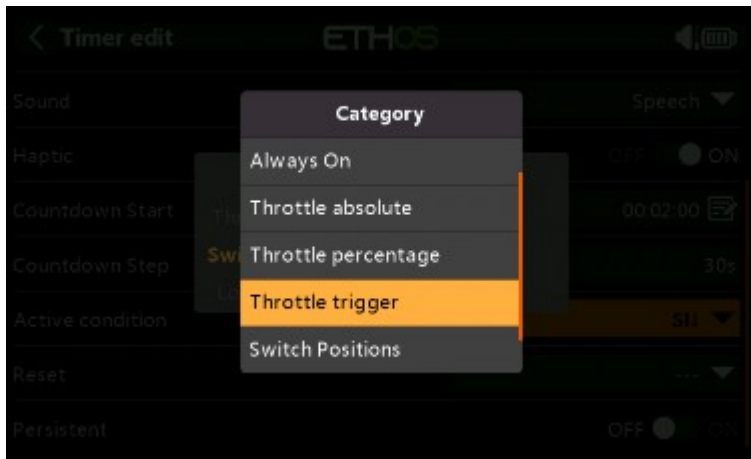 Timer edit ETHOS
Sound Speech
Category
Haptic OFF ON
Always On
Throttle absolute
Countdown Start 00:02:00
Throttle percentage
Countdown Step 30s
Throttle trigger
Active condition
Switch Positions
Reset ---
Persistent OFF ON